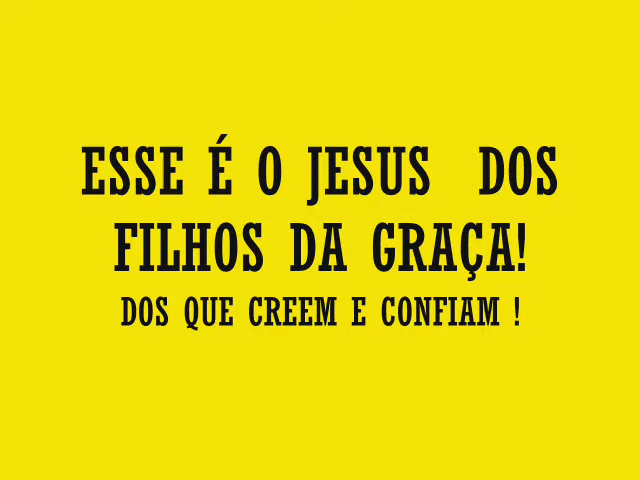 ESSE É O JESUS  DOS
FILHOS DA GRAÇA!
DOS QUE CREEM E CONFIAM !